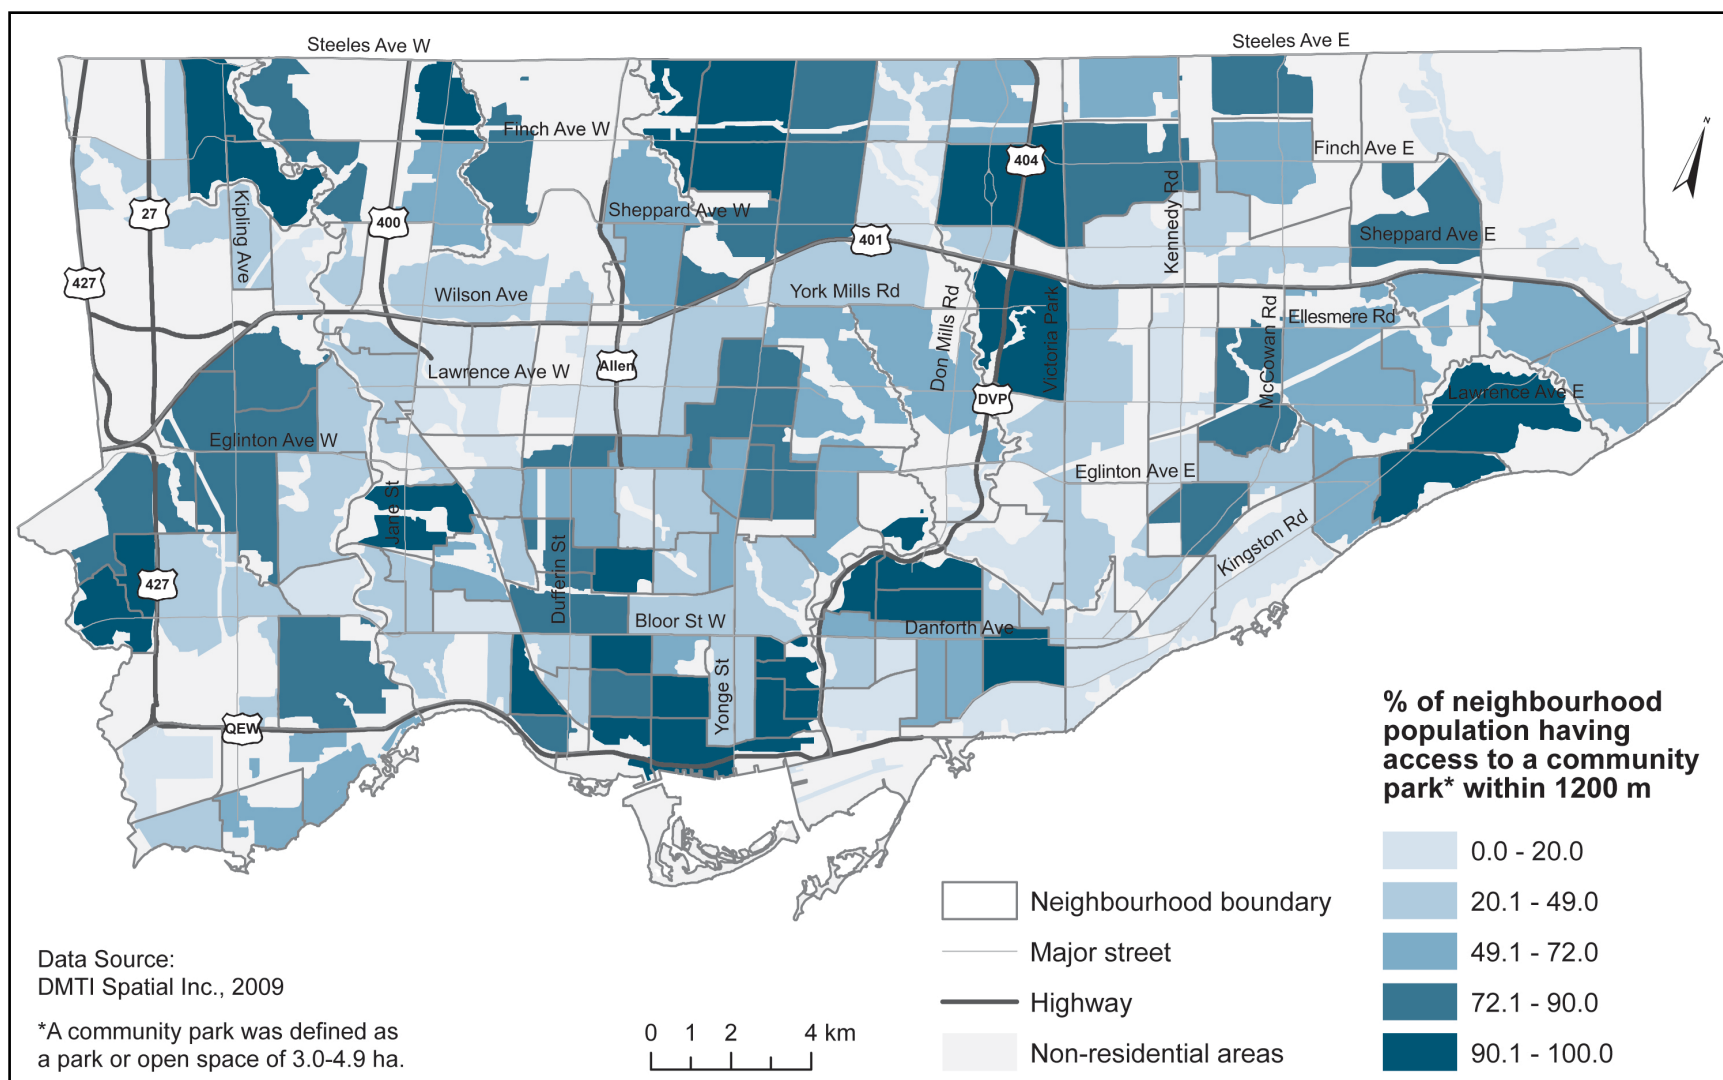 Steeles Ave W
Steeles Ave E
N
Finch Ave W
404
Finch Ave E
Kipling Ave
27
400
Sheppard Ave W
Kennedy Rd
Sheppard Ave E
401
427
Wilson Ave
York Mills Rd
Don Mills Rd
Victoria Park
McCowan Rd
Ellesmere Rd
Lawrence Ave W
Allen
DVP
Lawrence Ave E
Eglinton Ave W
Eglinton Ave E
Jane St
Dufferin St
Kingston Rd
427
Bloor St W
Danforth Ave
Yonge St
QEW
% of neighbourhood
population having
access to a community
park* within 1200 m
0.0 - 20.0
20.1 - 49.0
49.1 - 72.0
72.1 - 90.0
90.1 - 100.0
Neighbourhood boundary
Major street
Highway
Non-residential areas
Data Source:
DMTI Spatial Inc., 2009
*A community park was defined as
a park or open space of 3.0-4.9 ha.
0 1 2 4 km